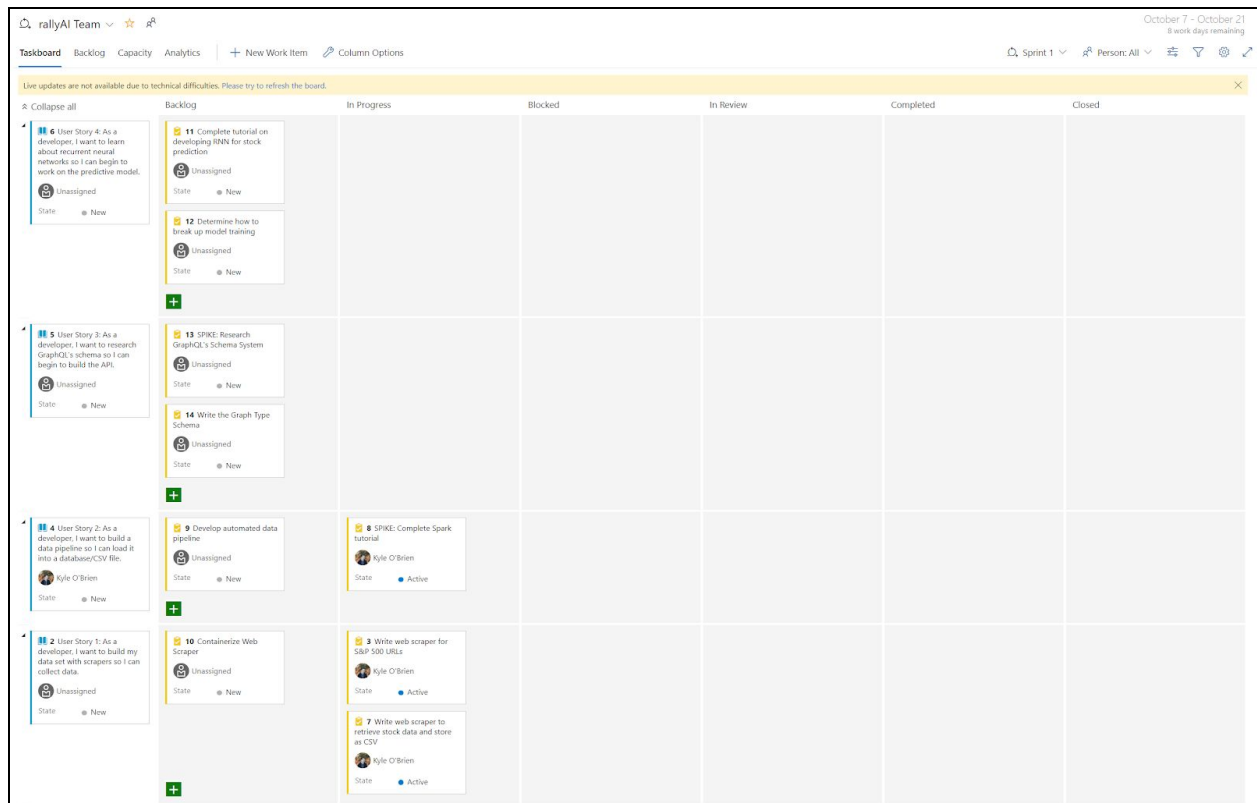 rallyAI Team
October 7 - October 21
8 work days remaining
Taskboard Backlog Capacity Analytics New Work Item Column Options
Sprint 1 Person: All
Live updates are not available due to technical difficulties. Please try to refresh the board.
Collapse all Backlog In Progress Blocked In Review Completed Closed
6 User Story 4: As a
developer, I want to learn
about recurrent neural
networks so I can begin to
work on the predictive model.
Unassigned
State New
11 Complete tutorial on
developing RNN for stock
prediction
Unassigned
State New
12 Determine how to
break up model training
Unassigned
State New
5 User Story 3: As a
developer, I want to research
GraphQL's schema so I can
begin to build the API.
Unassigned
State New
13 SPIKE: Research
GraphQL's Schema System
Unassigned
State New
14 Write the Graph Type
Schema
Unassigned
State New
4 User Story 2: As a
developer, I want to build a
data pipeline so I can load it
into a database/CSV file.
Kyle O'Brien
State New
9 Develop automated data
pipeline
Unassigned
State New
8 SPIKE: Complete Spark
tutorial
Kyle O'Brien
State Active
2 User Story 1: As a
developer, I want to build my
data set with scrapers so I can
collect data.
Unassigned
State New
10 Containerize Web
Scraper
Unassigned
State New
3 Write web scraper for
S&P 500 URLs
Kyle O'Brien
State Active
7 Write web scraper to
retrieve stock data and store
as CSV
Kyle O'Brien
State Active